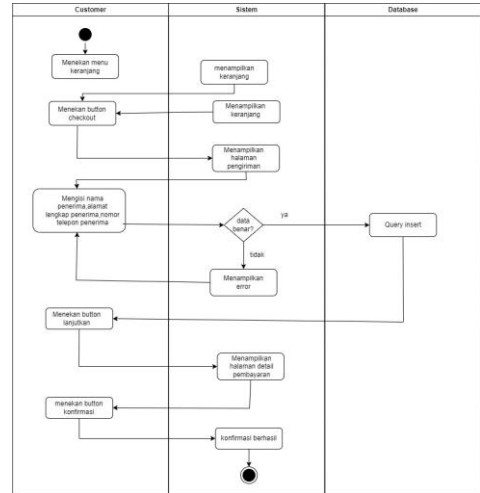 Customer
Sistem
Database
Menekan menu
keranjang
menampilkan
keranjang
Menekan button
checkout
Menampilkan
keranjang
Menampilkan
halaman
pengiriman
Mengisi nama
penerima,alamat
lengkap penerima,nomor
telepon penerima
data
benar?
ya
Query insert
tidak
Menampilkan
error
Menekan button
lanjutkan
Menampilkan
halaman detail
pembayaran
menekan button
konfirmasi
konfirmasi berhasil